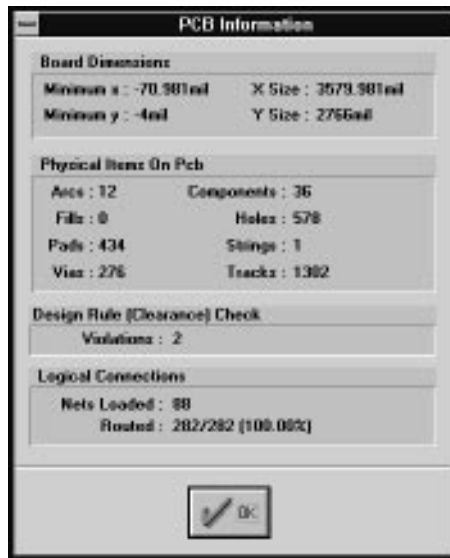 PCB Information
Board Dimensions
Minimum x : -70.981mil X Size : 3579.981mil
Minimum y : -4mil Y Size : 2766mil
Physical Items On Pcb
Arcs : 12 Components : 36
Fills : 0 Holes : 578
Pads : 434 Strings : 1
Vias : 276 Tracks : 1302
Design Rule (Clearance) Check
Violations : 2
Logical Connections
Nets Loaded : 88
Routed : 282/282 (100.00%)
OK